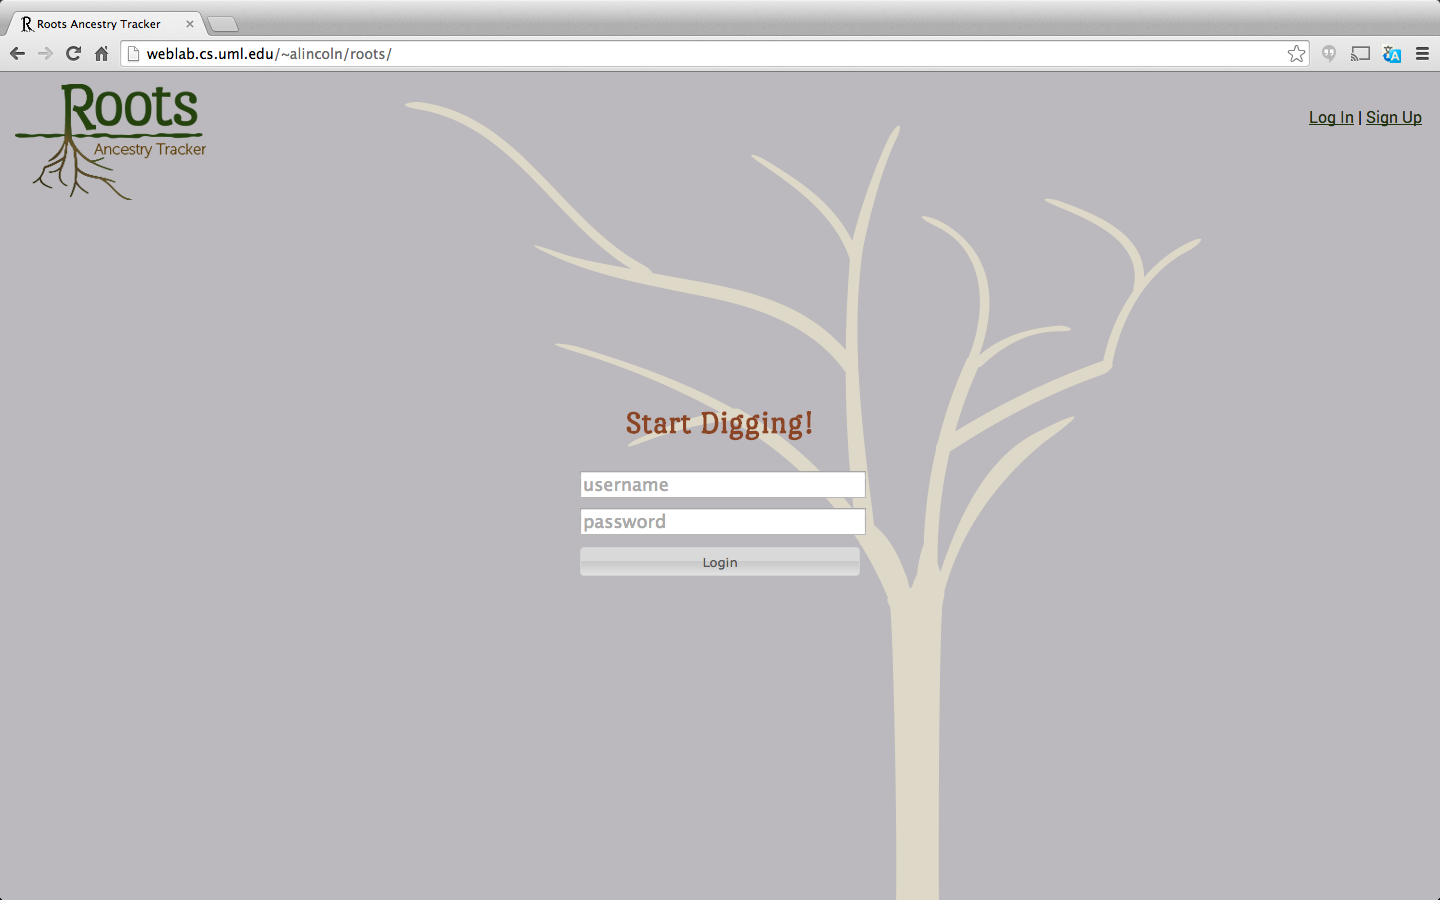 Roots Ancestry Tracker
weblab.cs.uml.edu/~alincoln/roots/
Roots
Ancestry Tracker
Log In | Sign Up
Start Digging!
username
password
Login